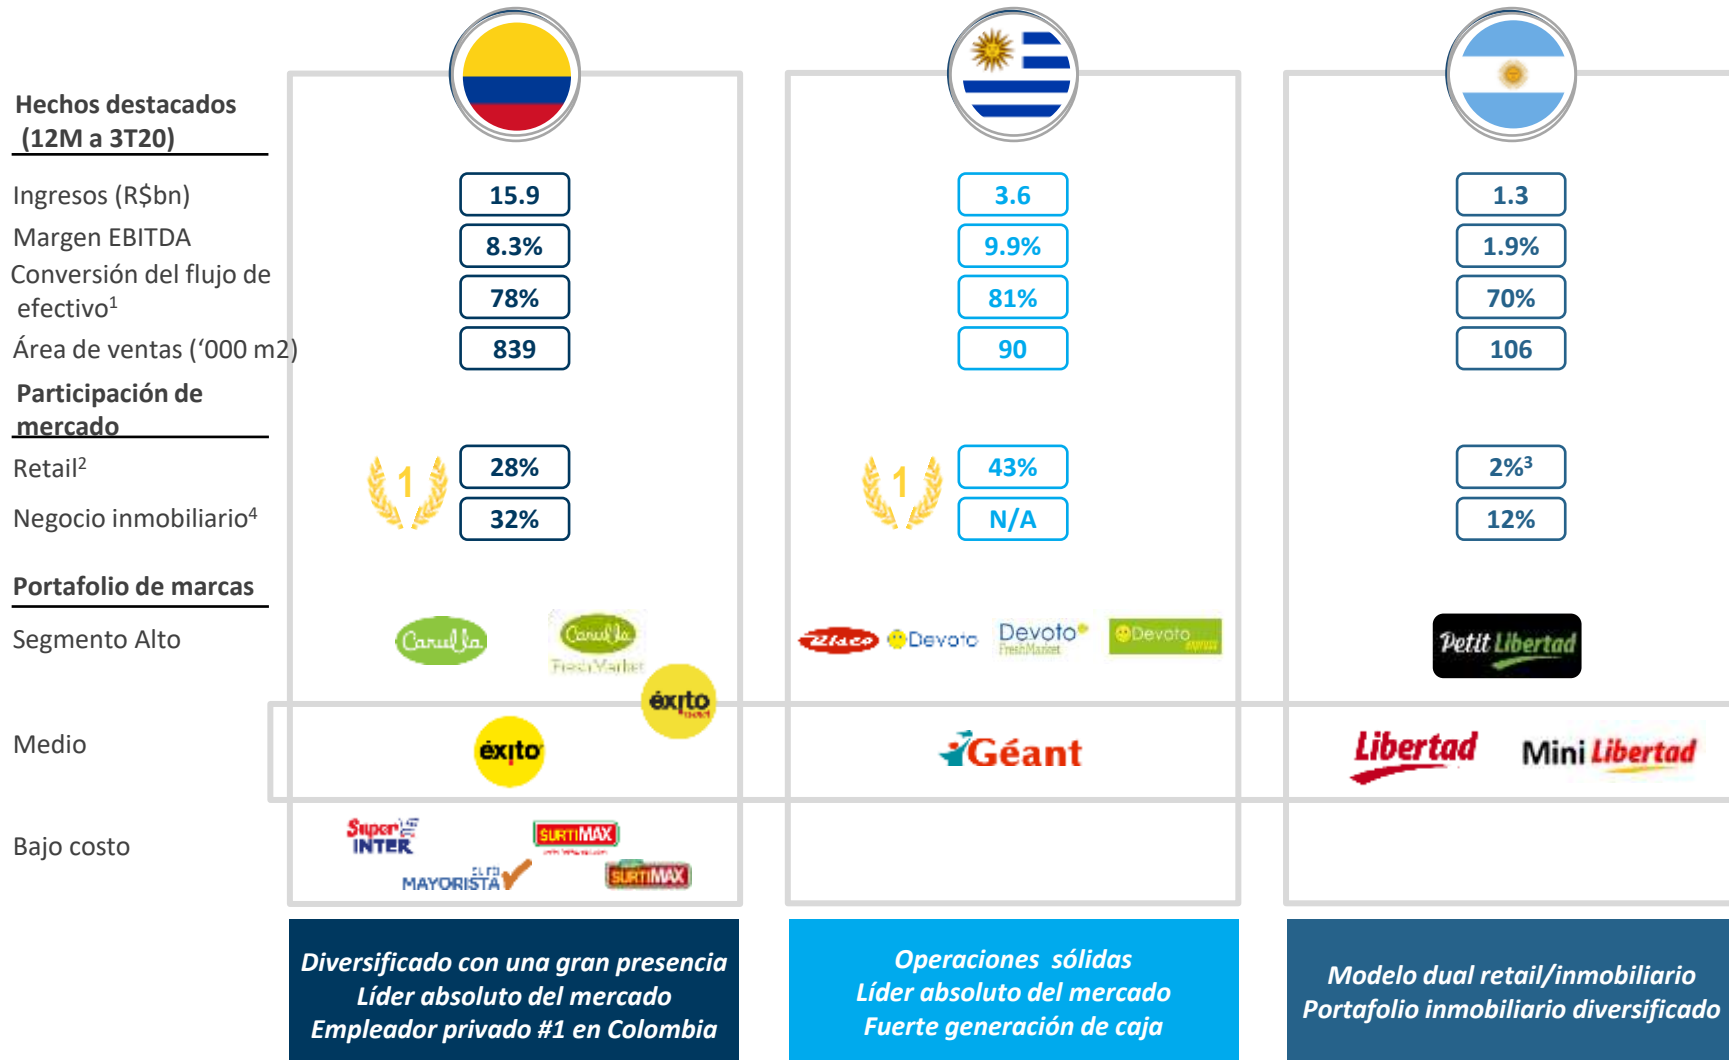 Hechos destacados
(12M a 3T20)
Ingresos (R$bn)
15.9
3.6
1.3
Margen EBITDA
8.3%
9.9%
1.9%
Conversión del flujo de
efectivo¹
78%
81%
70%
Área de ventas (‘000 m2)
839
90
106
Participación de
mercado
Retail²
1
28%
1
43%
2%³
Negocio inmobiliario⁴
32%
N/A
12%
Portafolio de marcas
Segmento Alto
Carulla
Carulla
FreshMarket
Disco
Devoto
Devoto
FreshMarket
Devoto
express
Petit Libertad
éxito
Medio
éxito
Géant
Libertad
Mini Libertad
Bajo costo
Super
INTER
SURTIMAX
MAYORISTA
SURTIMAX
Diversificado con una gran presencia
Líder absoluto del mercado
Empleador privado #1 en Colombia
Operaciones sólidas
Líder absoluto del mercado
Fuerte generación de caja
Modelo dual retail/inmobiliario
Portafolio inmobiliario diversificado